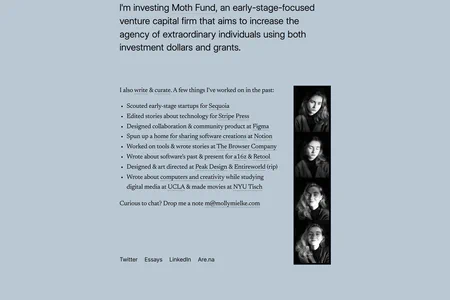 I'm investing Moth Fund, an early-stage-focused
venture capital firm that aims to increase the
agency of extraordinary individuals using both
investment dollars and grants.
I also write & curate. A few things I've worked on in the past:
• Scouted early-stage startups for Sequoia
• Edited stories about technology for Stripe Press
• Designed collaboration & community product at Figma
• Spun up a home for sharing community creations at Notion
• Worked on tools & wrote stories at The Browser Company
• Wrote about software's past & present for a16z & Retool
• Designed & art directed at Peak Design & Entireworld (rip)
• Wrote about computers and creativity while studying
digital media at UCLA & made movies at NYU Tisch
Curious to chat? Drop me a note m@mollymielke.com
Twitter Essays LinkedIn Are.na